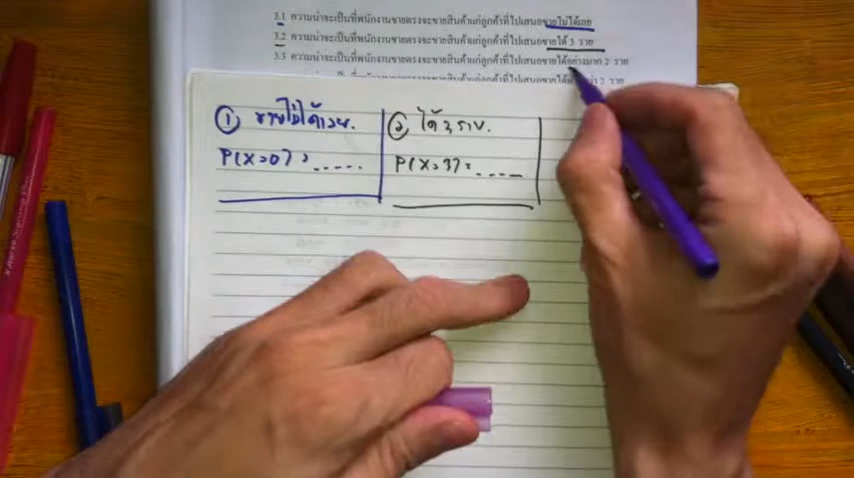 3.1 ความน่าจะเป็นที่พนักงานขายตรงจะขายสินค้าแก่ลูกค้าที่ไปเสนอขายไม่ได้เลย
3.2 ความน่าจะเป็นที่พนักงานขายตรงจะขายสินค้าแก่ลูกค้าที่ไปเสนอขายได้ 3 ราย
3.3 ความน่าจะเป็นที่พนักงานขายตรงจะขายสินค้าแก่ลูกค้าที่ไปเสนอขายได้อย่างมาก 2 ราย
① ขายไม่ได้เลย.
② ได้ 3 ราย.
P(X=0) = .....
P(X=3) = ....